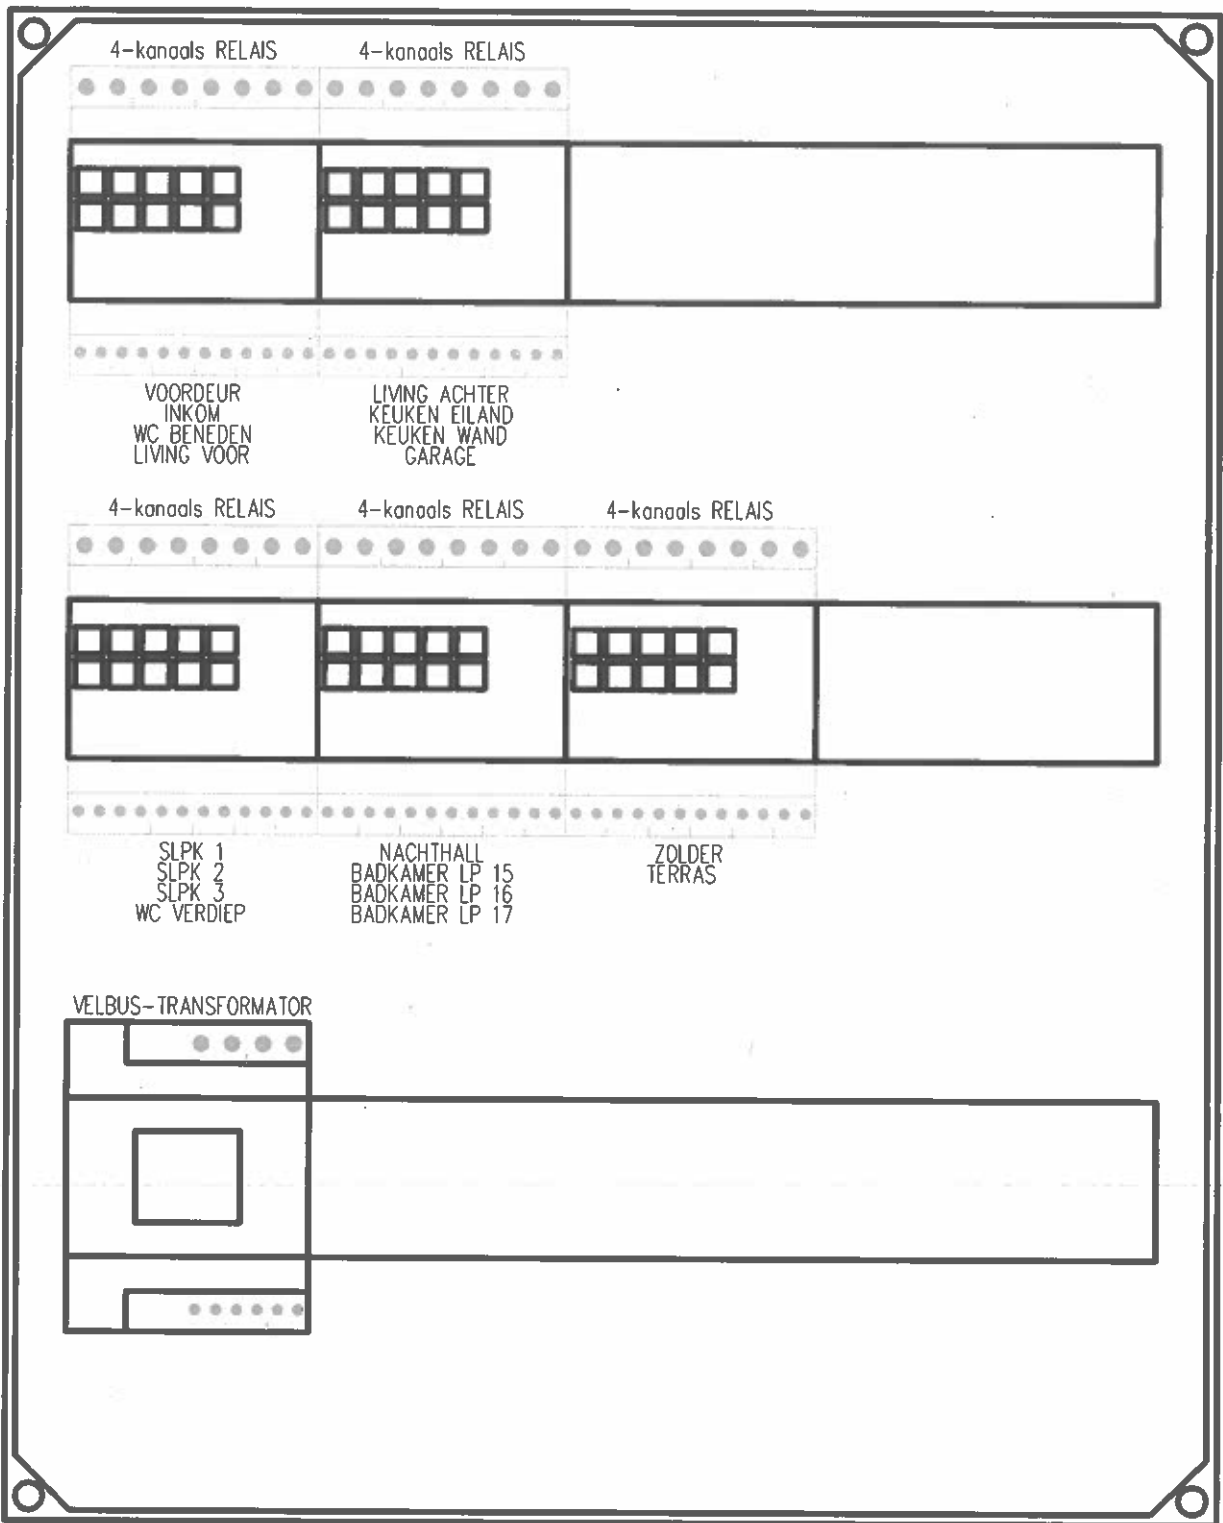 4-kanaals RELAIS
4-kanaals RELAIS
VOORDEUR
INKOM
WC BENEDEN
LIVING VOOR
LIVING ACHTER
KEUKEN EILAND
KEUKEN WAND
GARAGE
4-kanaals RELAIS
4-kanaals RELAIS
4-kanaals RELAIS
SLPK 1
SLPK 2
SLPK 3
WC VERDIEP
NACHTHALL
BADKAMER LP 15
BADKAMER LP 16
BADKAMER LP 17
ZOLDER
TERRAS
VELBUS-TRANSFORMATOR